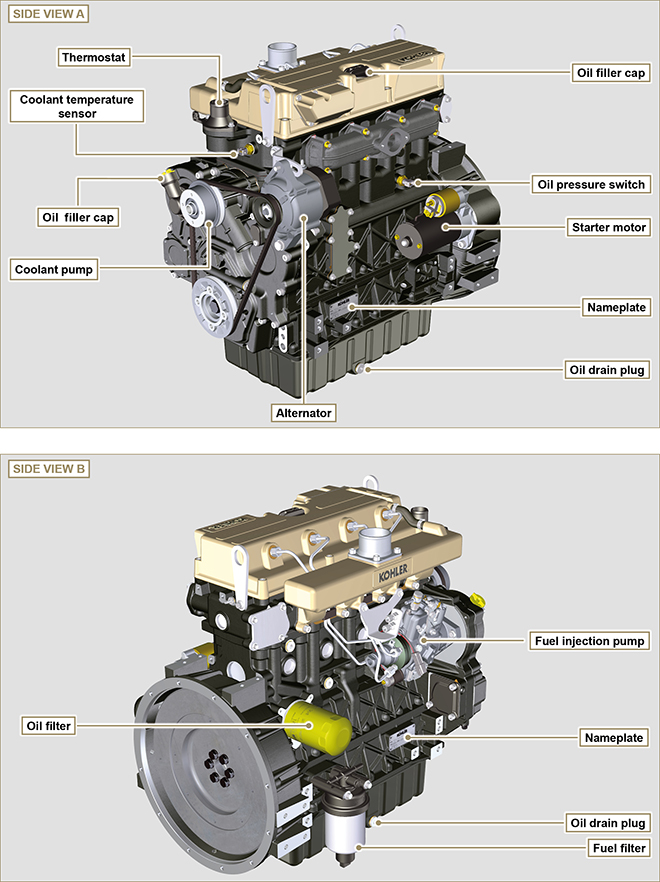 SIDE VIEW A
Thermostat
Oil filler cap
KOHLER
Coolant temperature
sensor
Oil pressure switch
Oil filler cap
Starter motor
Coolant pump
Nameplate
Oil drain plug
Alternator
SIDE VIEW B
KOHLER
Fuel injection pump
Oil filter
Nameplate
Oil drain plug
Fuel filter